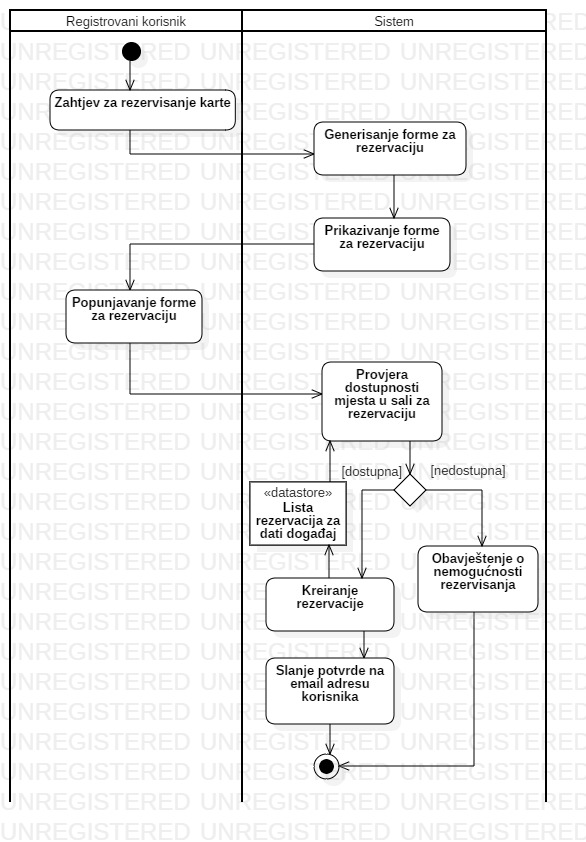 Registrovani korisnik
Sistem
Zahtjev za rezervisanje karte
Generisanje forme za
rezervaciju
Prikazivanje forme
za rezervaciju
Popunjavanje forme
za rezervaciju
Provjera
dostupnosti
mjesta u sali za
rezervaciju
[dostupna]
[nedostupna]
«datastore»
Lista
rezervacija za
dati događaj
Obavještenje o
nemogućnosti
rezervisanja
Kreiranje
rezervacije
Slanje potvrde na
email adresu
korisnika
UNREGISTERED